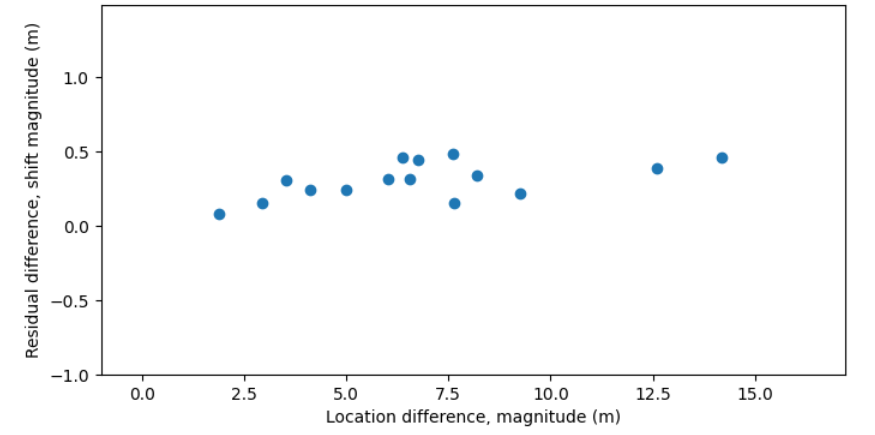 Residual difference, shift magnitude (m)
1.0
0.5
0.0
−0.5
−1.0
0.0 2.5 5.0 7.5 10.0 12.5 15.0
Location difference, magnitude (m)